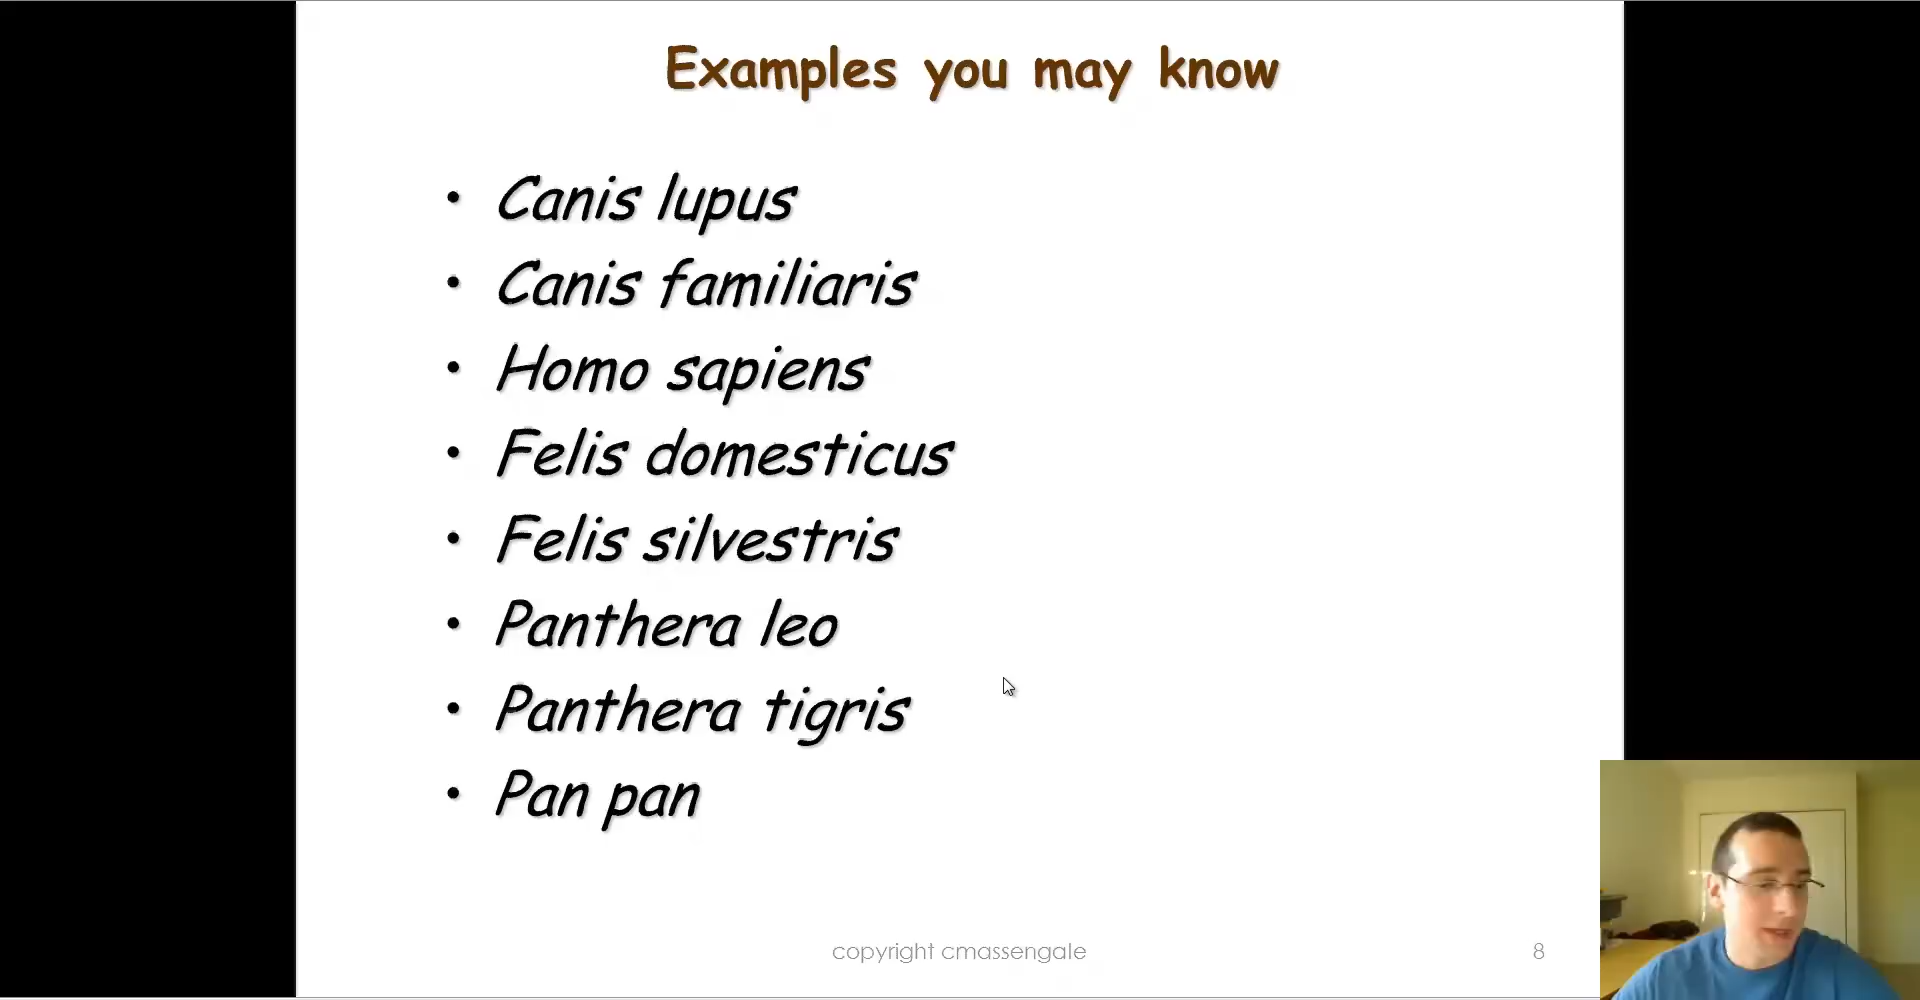 Examples you may know
• Canis lupus
• Canis familiaris
• Homo sapiens
• Felis domesticus
• Felis silvestris
• Panthera leo
• Panthera tigris
• Pan pan
copyright cmassengale
8